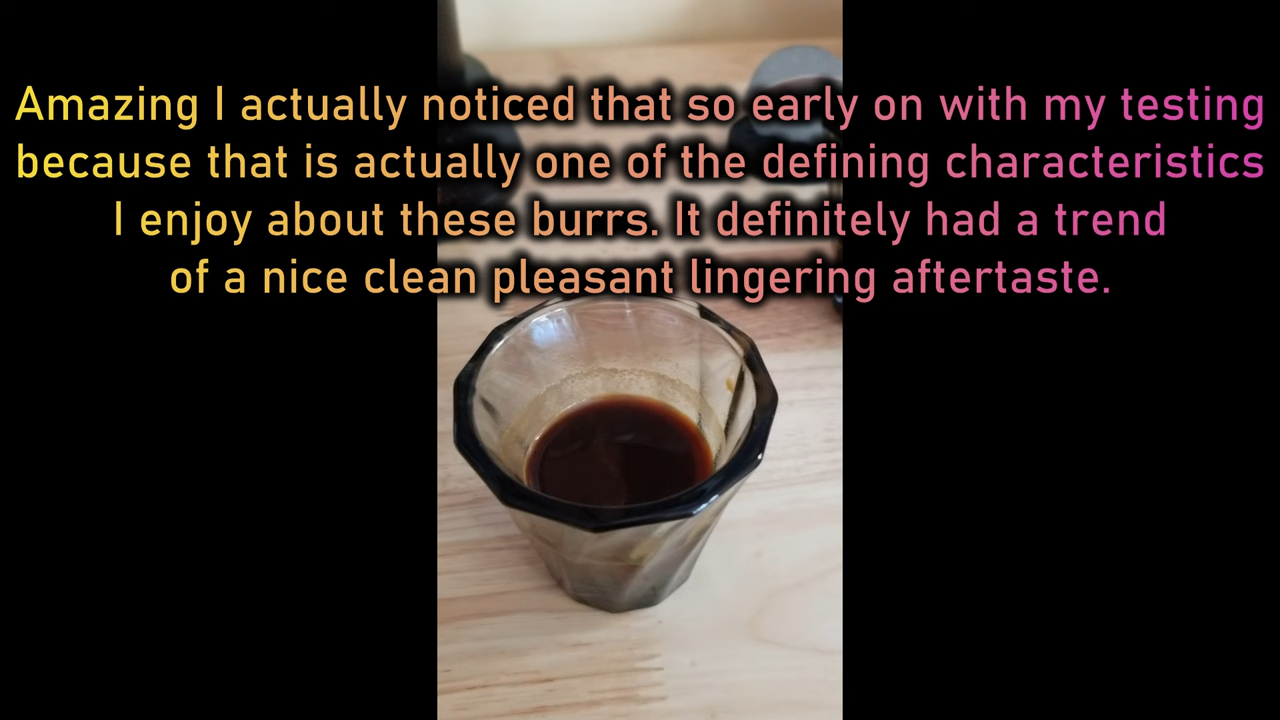 Amazing I actually noticed that so early on with my testing
because that is actually one of the defining characteristics
I enjoy about these burrs. It definitely had a trend
of a nice clean pleasant lingering aftertaste.